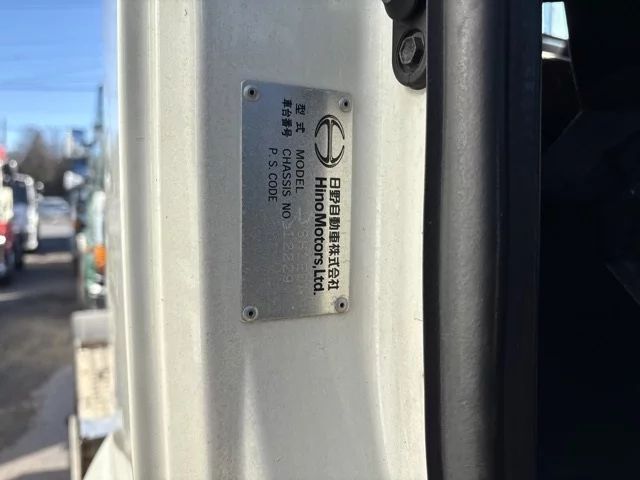 日野自動車株式会社
HinoMotors,Ltd.
型式 MODEL
車台番号 CHASSIS NO
P.S.CODE